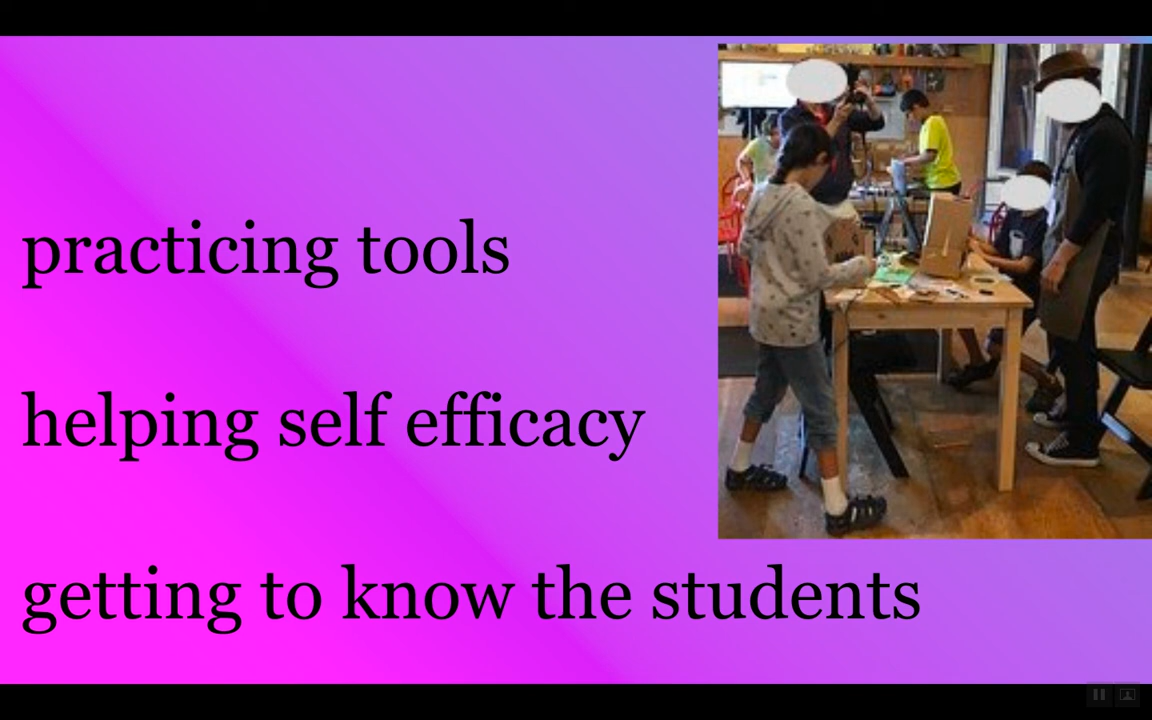 practicing tools
helping self efficacy
getting to know the students